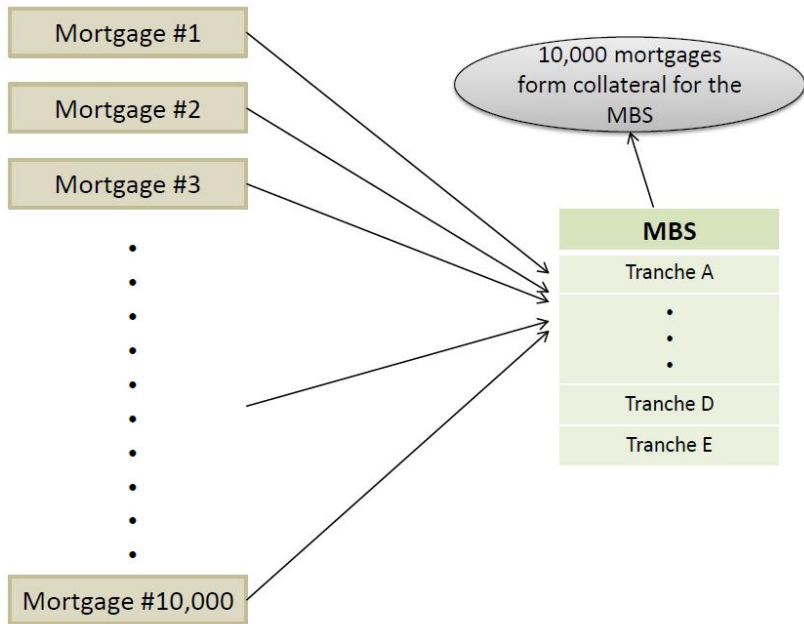 Mortgage #1
Mortgage #2
Mortgage #3
Mortgage #10,000
10,000 mortgages
form collateral for the
MBS
MBS
Tranche A
Tranche D
Tranche E